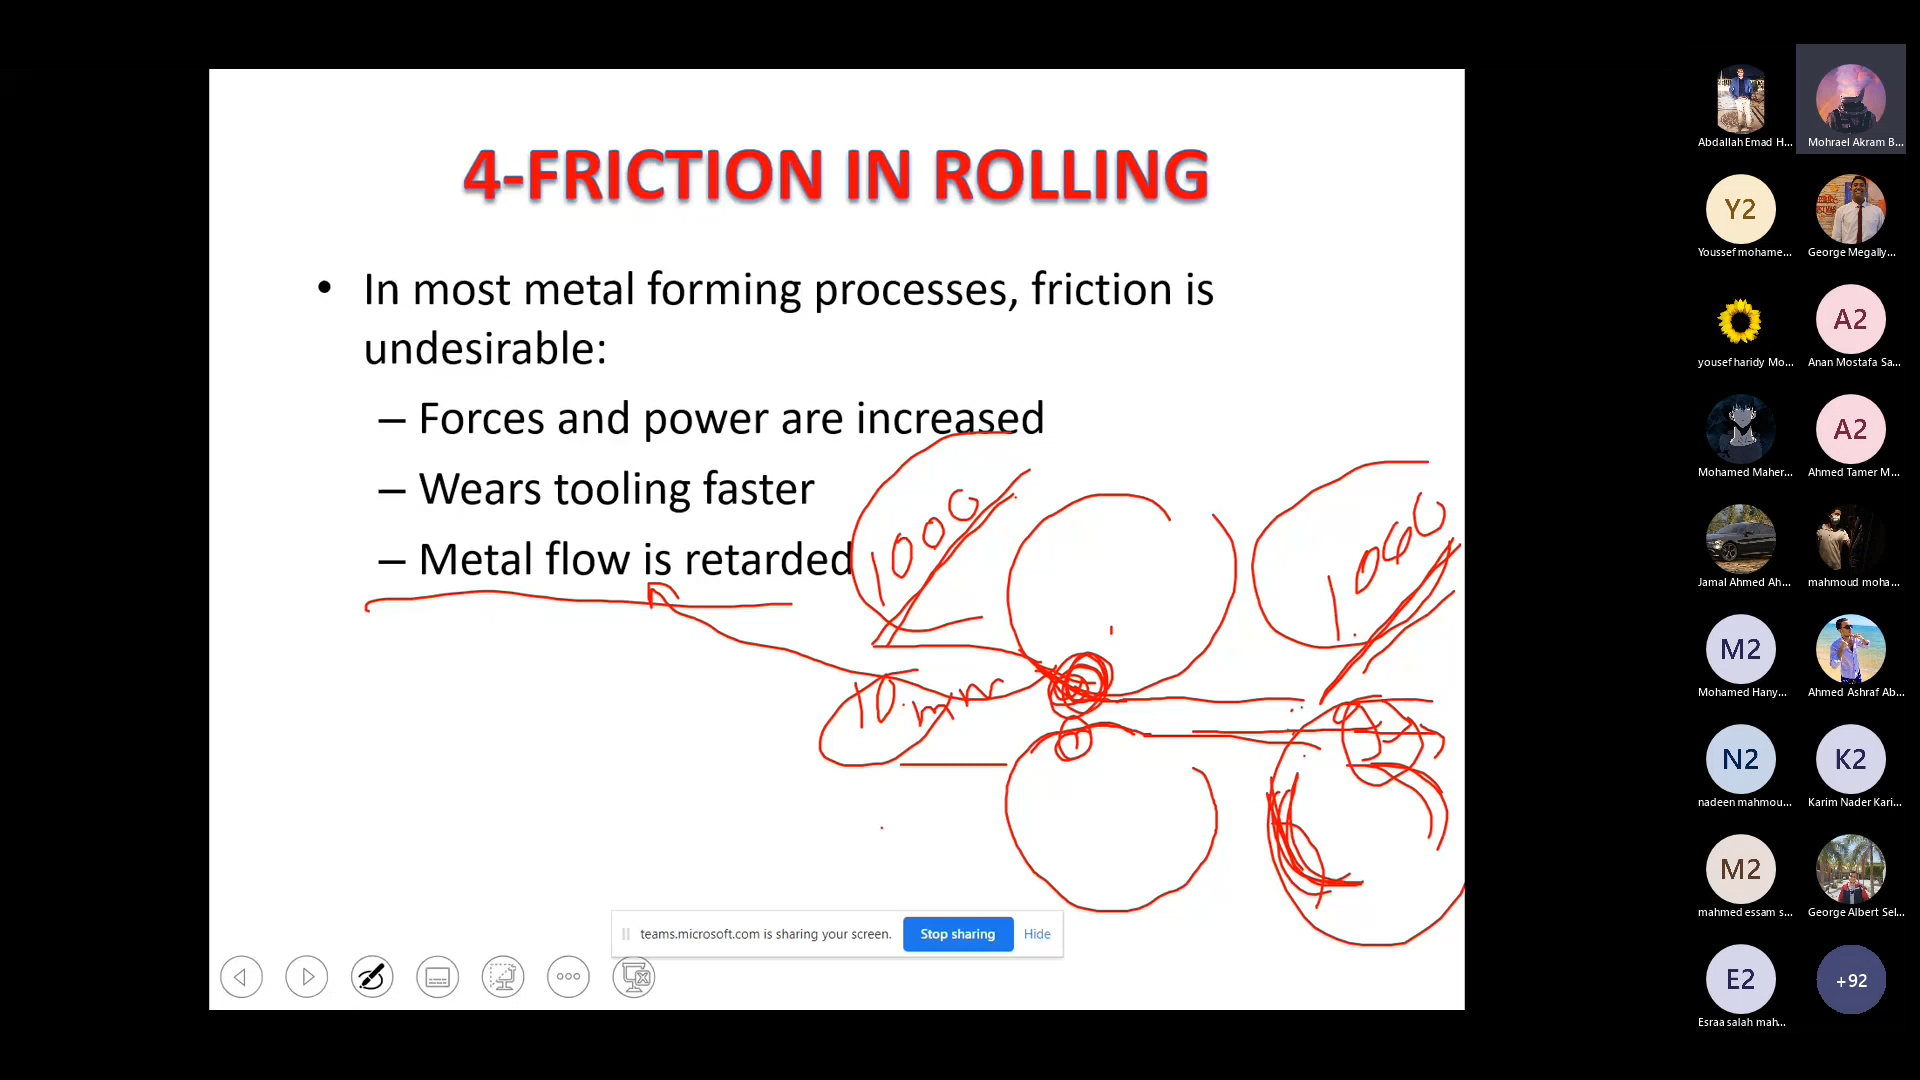 4-FRICTION IN ROLLING
• In most metal forming processes, friction is
undesirable:
– Forces and power are increased
– Wears tooling faster
– Metal flow is retarded
1000
1000
10.mm
teams.microsoft.com is sharing your screen.
Stop sharing
Hide
Abdallah Emad H...
Mohrael Akram B...
Y2
Youssef mohame...
George Megally...
yousef haridy Mo...
A2
Anan Mostafa Sa...
Mohamed Maher...
A2
Ahmed Tamer M...
Jamal Ahmed Ah...
mahmoud moha...
M2
Mohamed Hany...
Ahmed Ashraf Ab...
N2
nadeen mahmou...
K2
Karim Nader Kari...
M2
mahmed essam s...
George Albert Sel...
E2
Esraa salah mah...
+92